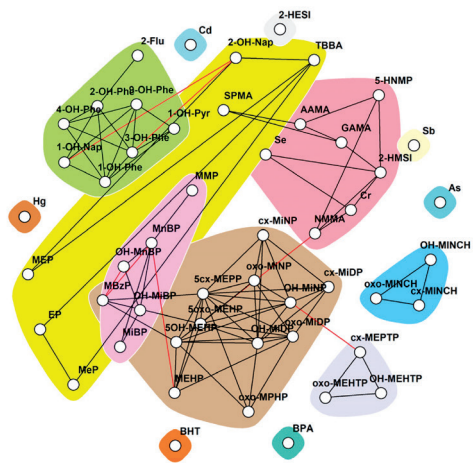 2-HESI
2-Flu
Cd
2-OH-Nap
TBBA
2-OH-Phe
9-OH-Phe
5-HNMP
SPMA
4-OH-Phe
1-OH-Pyr
AAMA
GAMA
3-OH-Phe
Sb
1-OH-Nap
Se
2-HMSI
1-OH-Phe
MMP
Cr
As
Hg
NMMA
MnBP
cx-MiNP
OH-MINCH
OH-MnBP
oxo-MiNP
MEP
5cx-MEPP
cx-MiDP
MBzP
OH-MiNP
oxo-MINCH
OH-MiBP
5oxo-MEHP
cx-MINCH
EP
oxo-MiDP
MiBP
5OH-MEHP
OH-MiDP
cx-MEPTP
MeP
MEHP
oxo-MEHTP
OH-MEHTP
oxo-MPHP
BHT
BPA